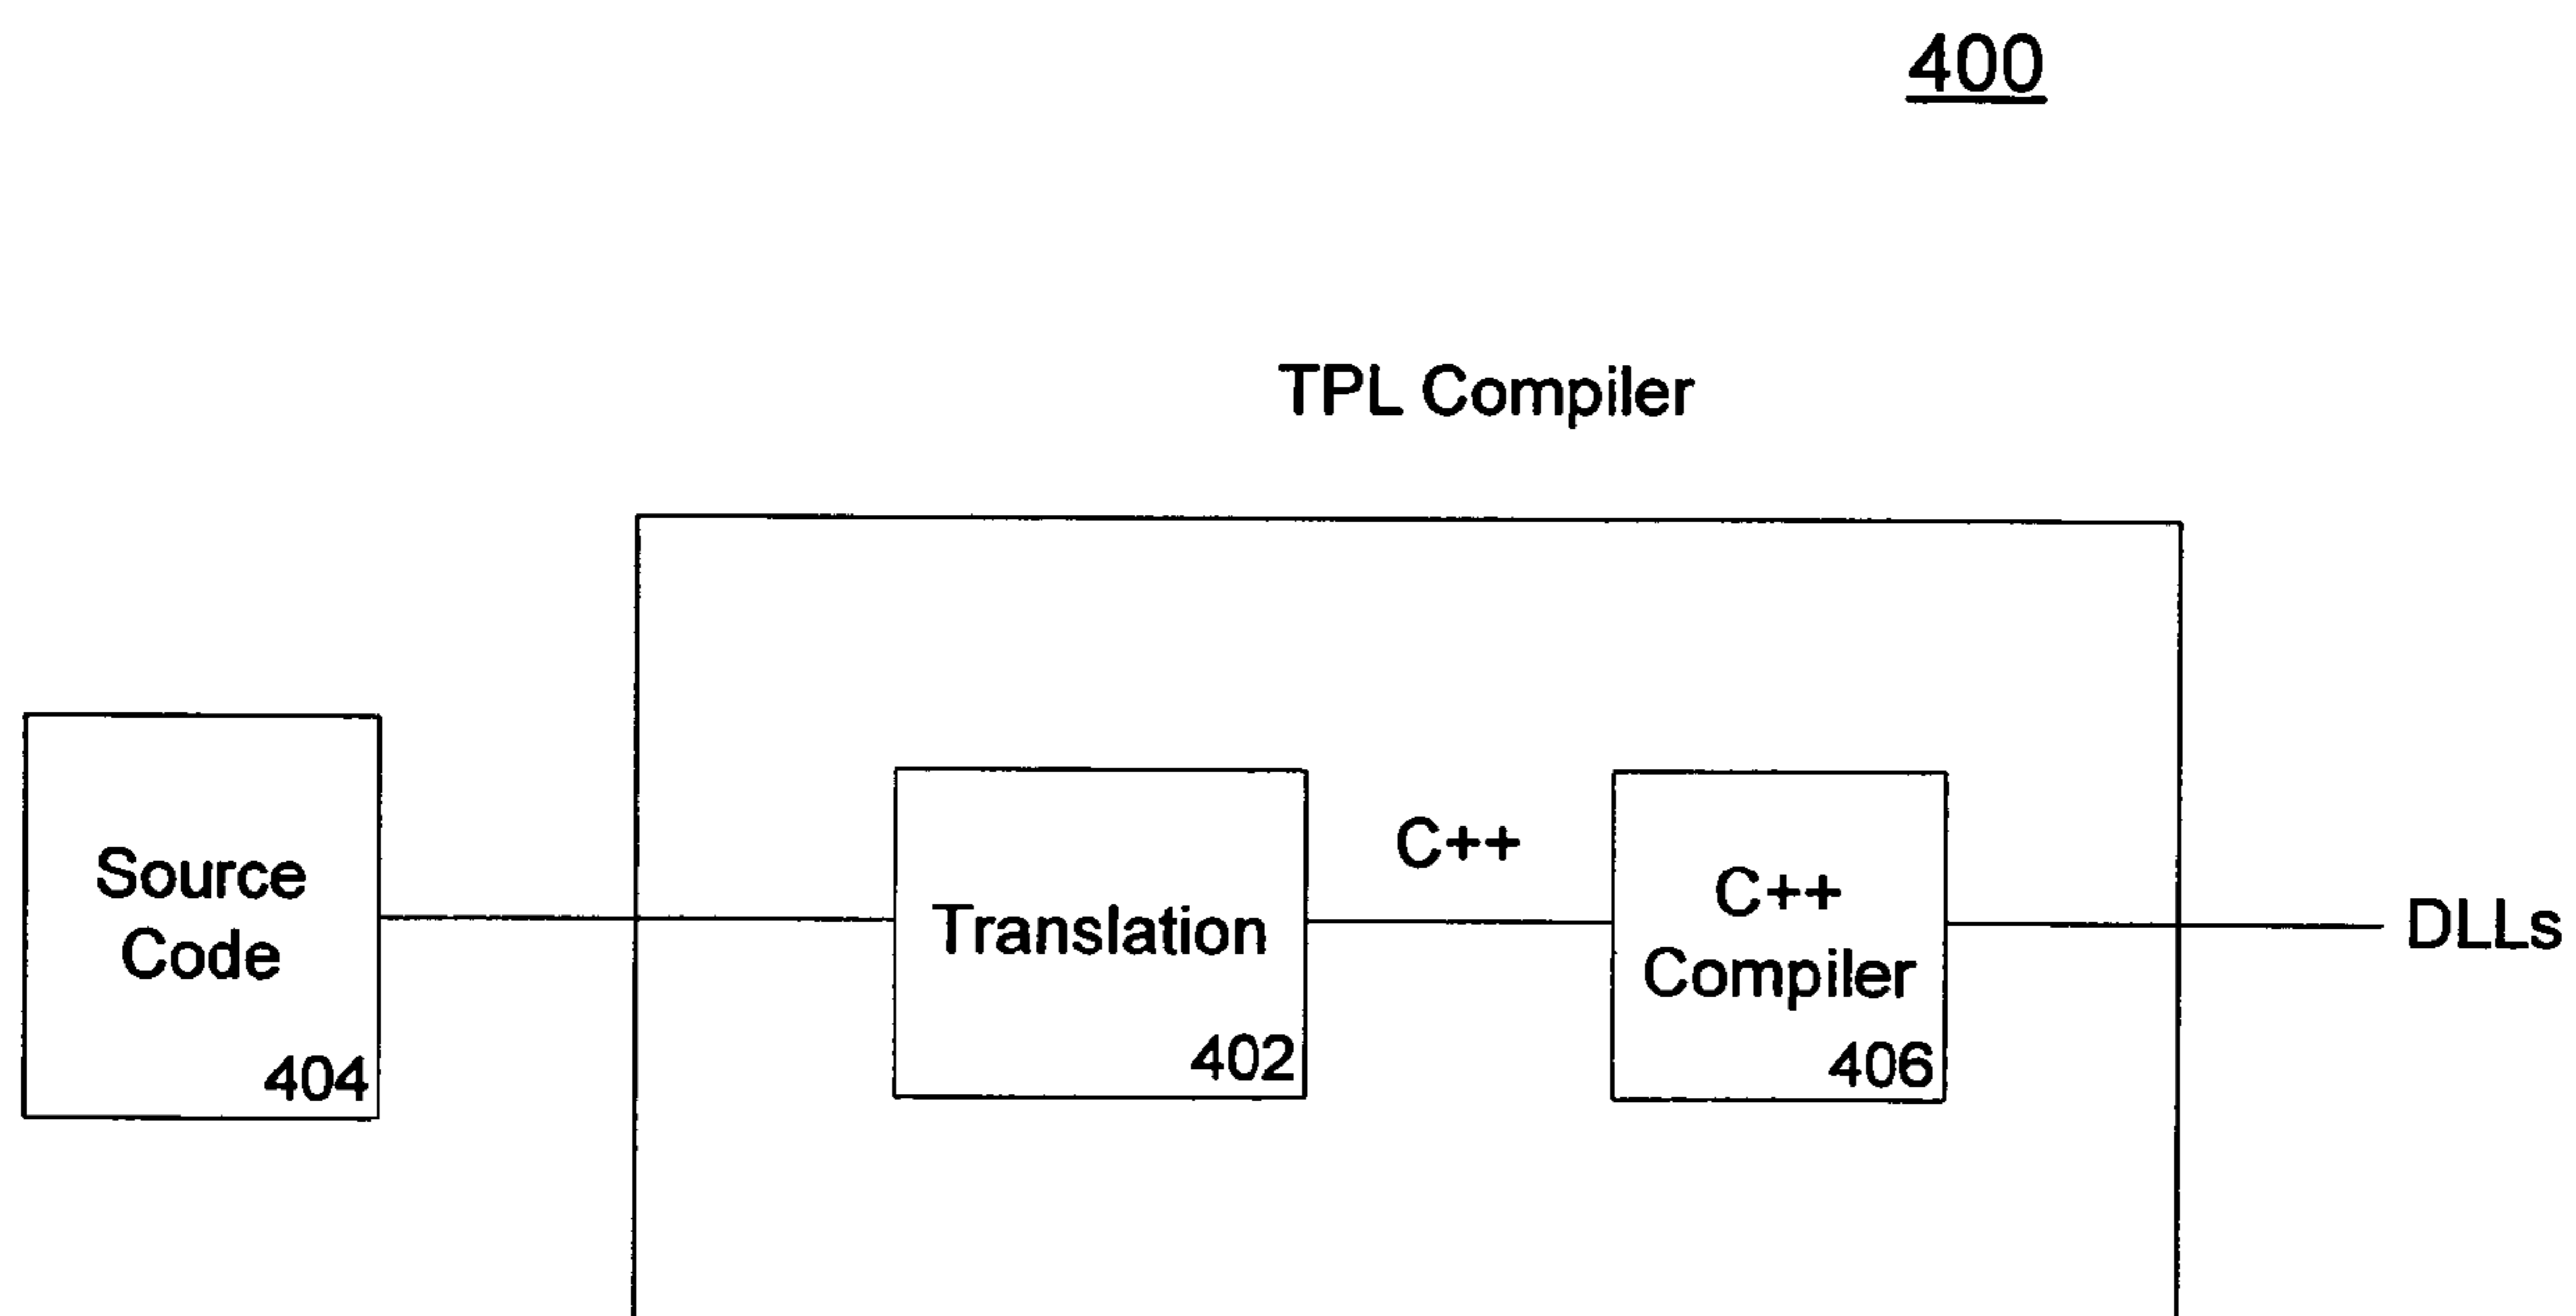 400
TPL Compiler
Source
Code
404
Translation
402
C++
C++
Compiler
406
DLLs